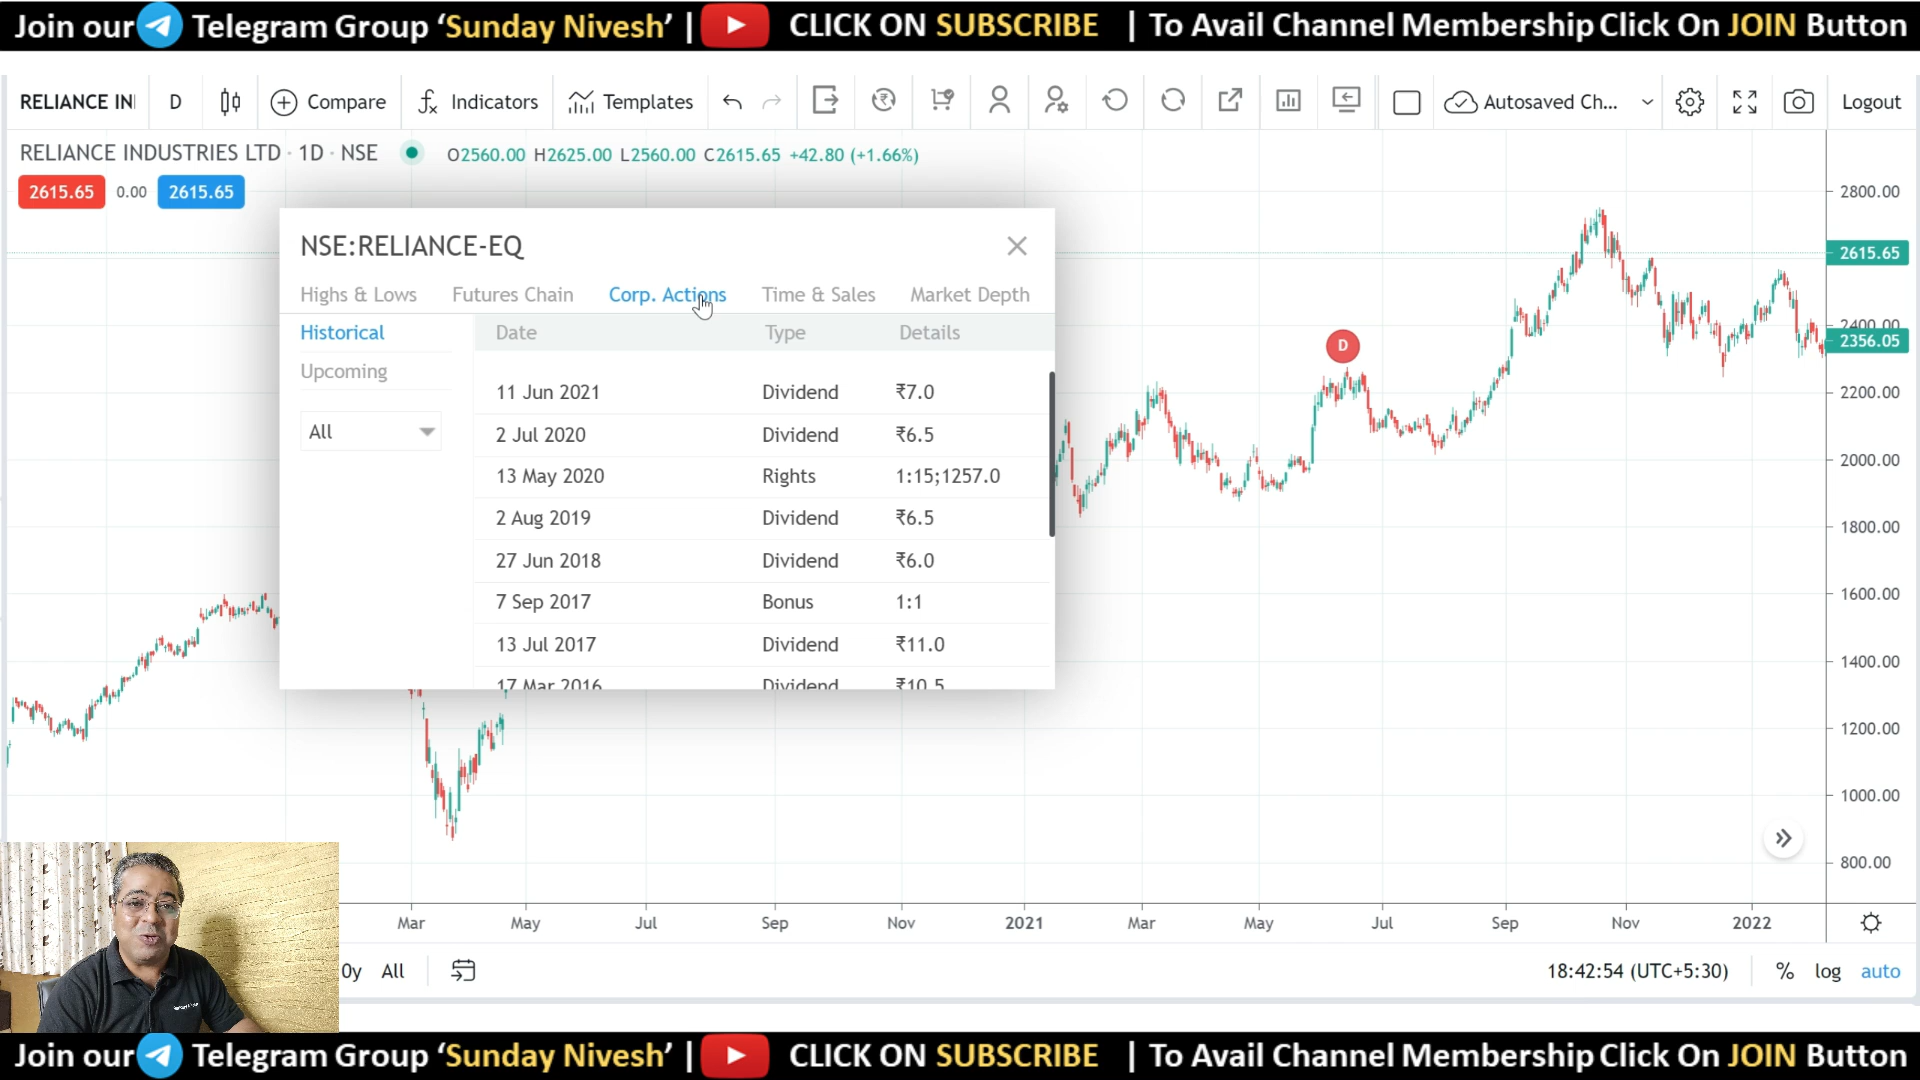 Join our Telegram Group ‘Sunday Nivesh’ | CLICK ON SUBSCRIBE | To Avail Channel Membership Click On JOIN Button
RELIANCE IN D Compare Indicators Templates Autosaved Ch... Logout
RELIANCE INDUSTRIES LTD · 1D · NSE O2560.00 H2625.00 L2560.00 C2615.65 +42.80 (+1.66%)
2615.65 0.00 2615.65
2800.00
2615.65
2400.00
2356.05
2200.00
2000.00
1800.00
1600.00
1400.00
1200.00
1000.00
800.00
D
NSE:RELIANCE-EQ
Highs & Lows Futures Chain Corp. Actions Time & Sales Market Depth
Historical
Upcoming
All
Date Type Details
11 Jun 2021 Dividend ₹7.0
2 Jul 2020 Dividend ₹6.5
13 May 2020 Rights 1:15;1257.0
2 Aug 2019 Dividend ₹6.5
27 Jun 2018 Dividend ₹6.0
7 Sep 2017 Bonus 1:1
13 Jul 2017 Dividend ₹11.0
17 Mar 2016 Dividend ₹10.5
Mar May Jul Sep Nov 2021 Mar May Jul Sep Nov 2022
0y All 18:42:54 (UTC+5:30) % log auto
Join our Telegram Group ‘Sunday Nivesh’ | CLICK ON SUBSCRIBE | To Avail Channel Membership Click On JOIN Button